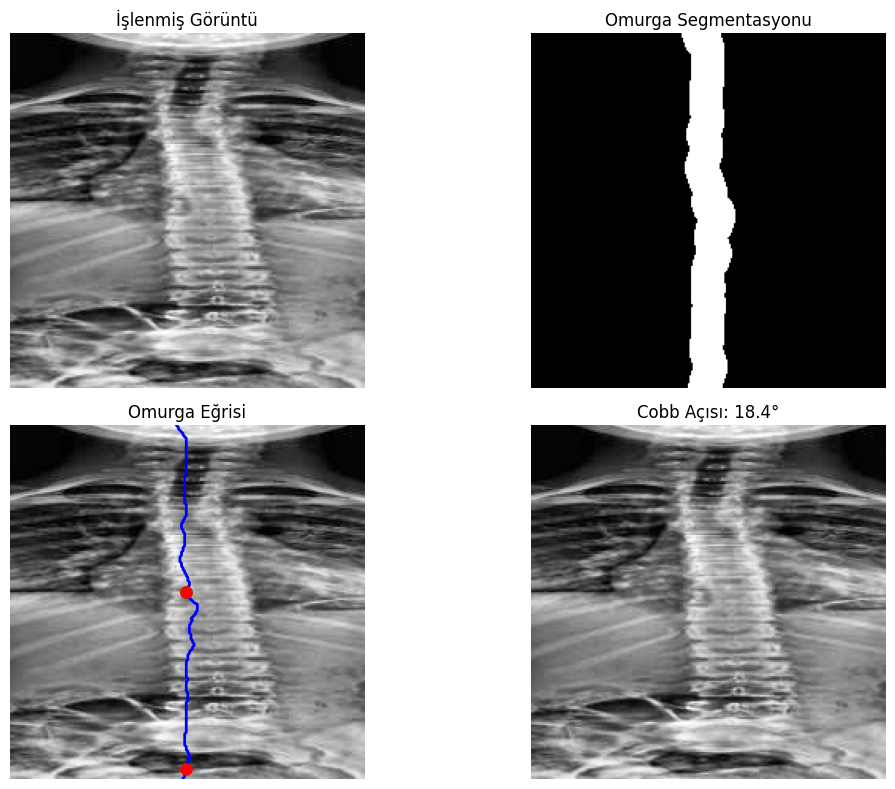 İşlenmiş Görüntü
Omurga Segmentasyonu
Omurga Eğrisi
Cobb Açısı: 18.4°